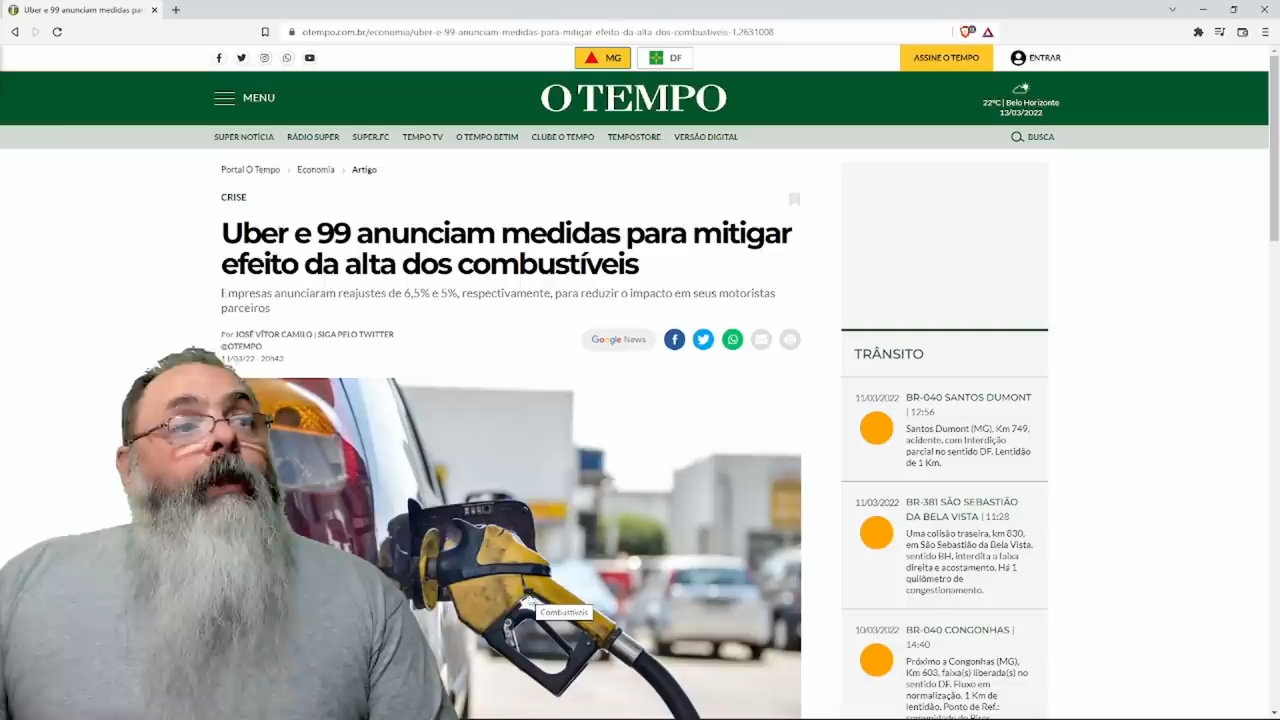 Uber e 99 anunciam medidas par
otempo.com.br/economia/uber-e-99-anunciam-medidas-para-mitigar-efeito-da-alta-dos-combustiveis-1.2631008
MG
DF
ASSINE O TEMPO
ENTRAR
MENU
O TEMPO
22ºC | Belo Horizonte
13/03/2022
SUPER NOTÍCIA
RÁDIO SUPER
SUPER.FC
TEMPO TV
O TEMPO BETIM
CLUBE O TEMPO
TEMPOSTORE
VERSÃO DIGITAL
BUSCA
Portal O Tempo > Economia > Artigo
CRISE
Uber e 99 anunciam medidas para mitigar
efeito da alta dos combustíveis
Empresas anunciaram reajustes de 6,5% e 5%, respectivamente, para reduzir o impacto em seus motoristas
parceiros
Por JOSÉ VÍTOR CAMILO | SIGA PELO TWITTER
@OTEMPO
11/03/22 - 20h43
Google News
Combustíveis
TRÂNSITO
11/03/2022 BR-040 SANTOS DUMONT
| 12:56
Santos Dumont (MG), Km 749,
acidente, com Interdição
parcial no sentido DF. Lentidão
de 1 Km.
11/03/2022 BR-381 SÃO SEBASTIÃO
DA BELA VISTA | 11:28
Uma colisão traseira, km 830,
em São Sebastião da Bela Vista,
sentido BH, interdita a faixa
direita e acostamento. Há 1
quilômetro de
congestionamento.
10/03/2022 BR-040 CONGONHAS |
14:40
Próximo a Congonhas (MG),
Km 603, faixa(s) liberada(s) no
sentido DF. Fluxo em
normalização. 1 Km de
lentidão. Ponto de Ref.: